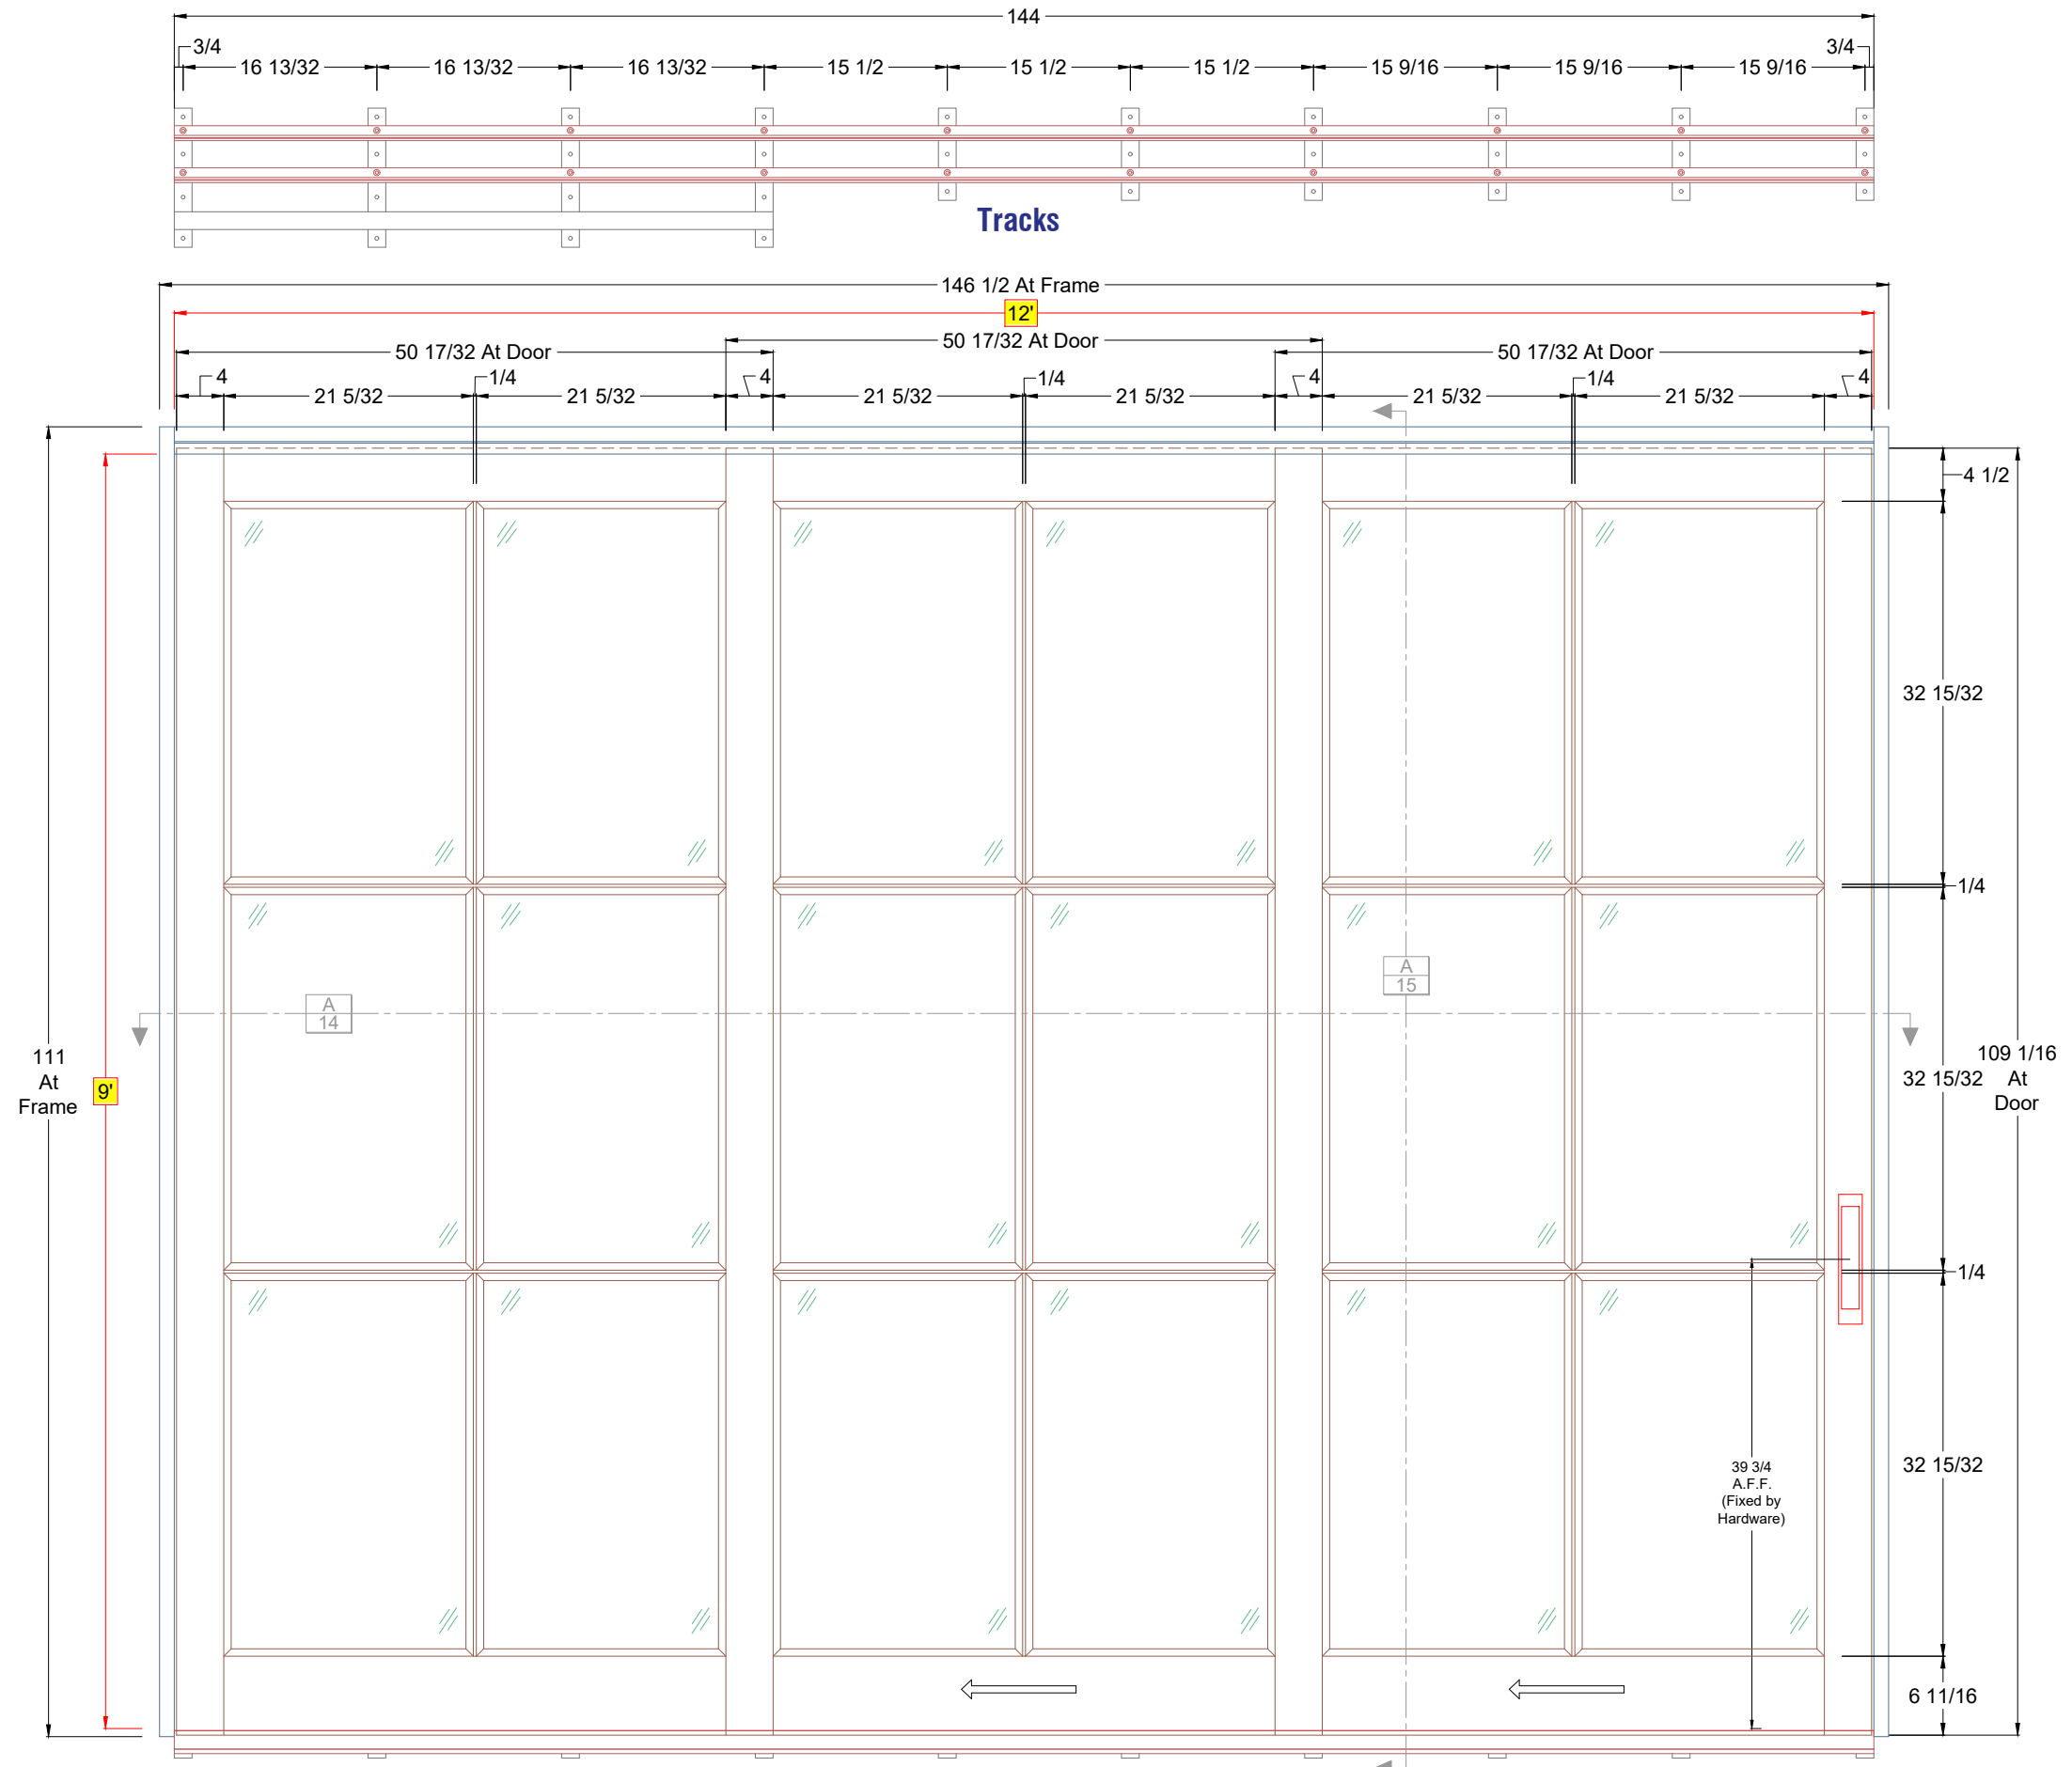 144
3/4
3/4
16 13/32 16 13/32 16 13/32 15 1/2 15 1/2 15 1/2 15 9/16 15 9/16 15 9/16
Tracks
146 1/2 At Frame
12'
50 17/32 At Door
50 17/32 At Door
50 17/32 At Door
4 1/4 4 1/4 4 1/4 4
21 5/32 21 5/32 21 5/32 21 5/32 21 5/32 21 5/32
4 1/2
32 15/32
1/4
A
15
A
14
111
At
Frame
9'
32 15/32
109 1/16
At
Door
1/4
39 3/4
A.F.F.
(Fixed by
Hardware)
32 15/32
6 11/16